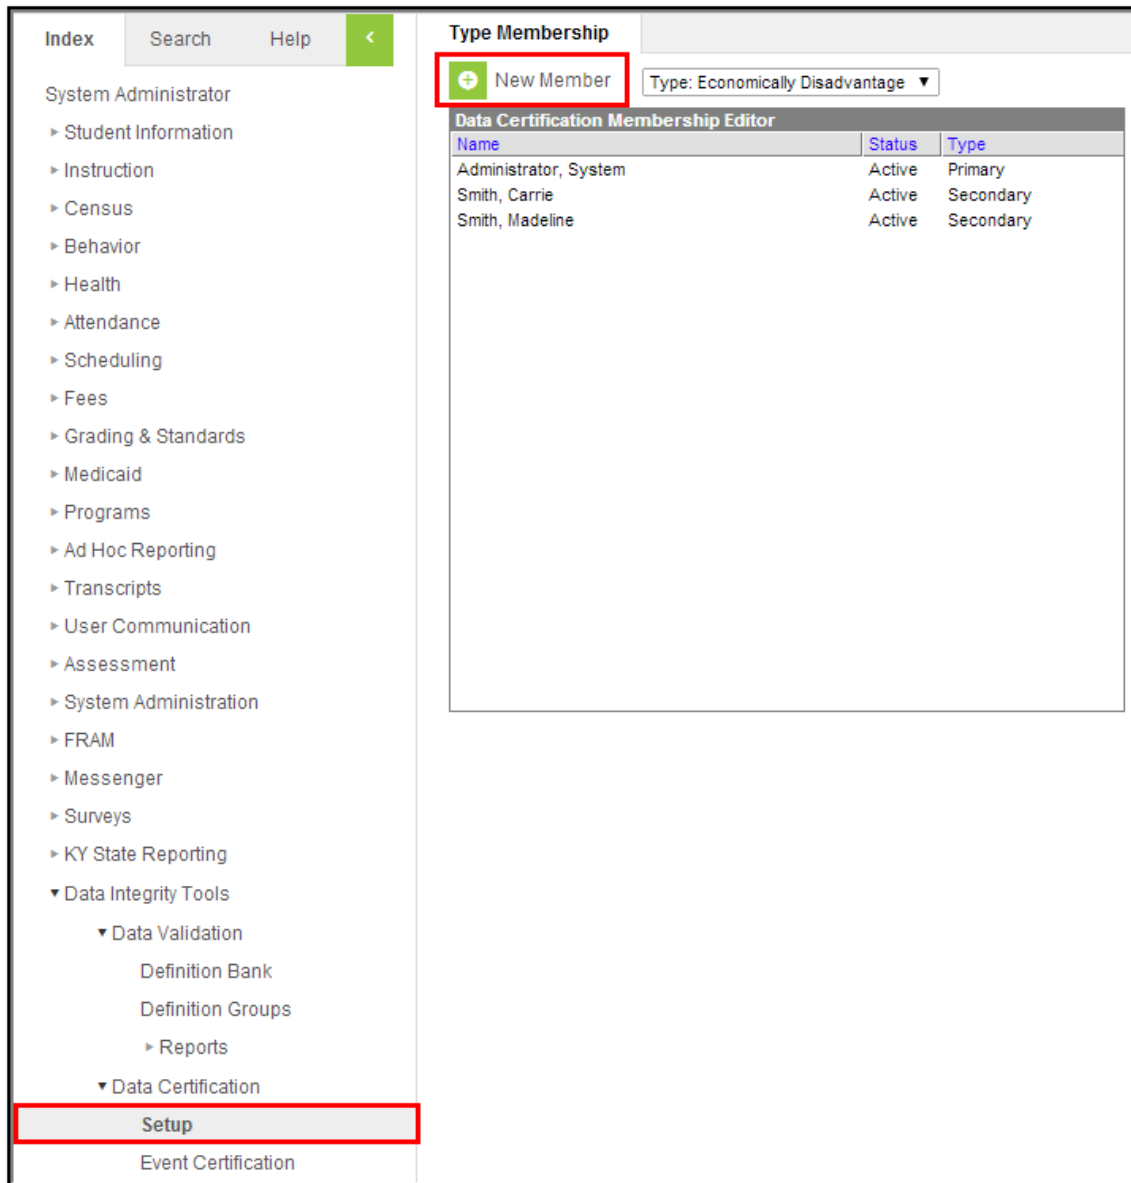 Index Search Help
System Administrator
Student Information
Instruction
Census
Behavior
Health
Attendance
Scheduling
Fees
Grading & Standards
Medicaid
Programs
Ad Hoc Reporting
Transcripts
User Communication
Assessment
System Administration
FRAM
Messenger
Surveys
KY State Reporting
Data Integrity Tools
Data Validation
Definition Bank
Definition Groups
Reports
Data Certification
Setup
Event Certification
Type Membership
New Member Type: Economically Disadvantage
Data Certification Membership Editor
Name Status Type
Administrator, System Active Primary
Smith, Carrie Active Secondary
Smith, Madeline Active Secondary